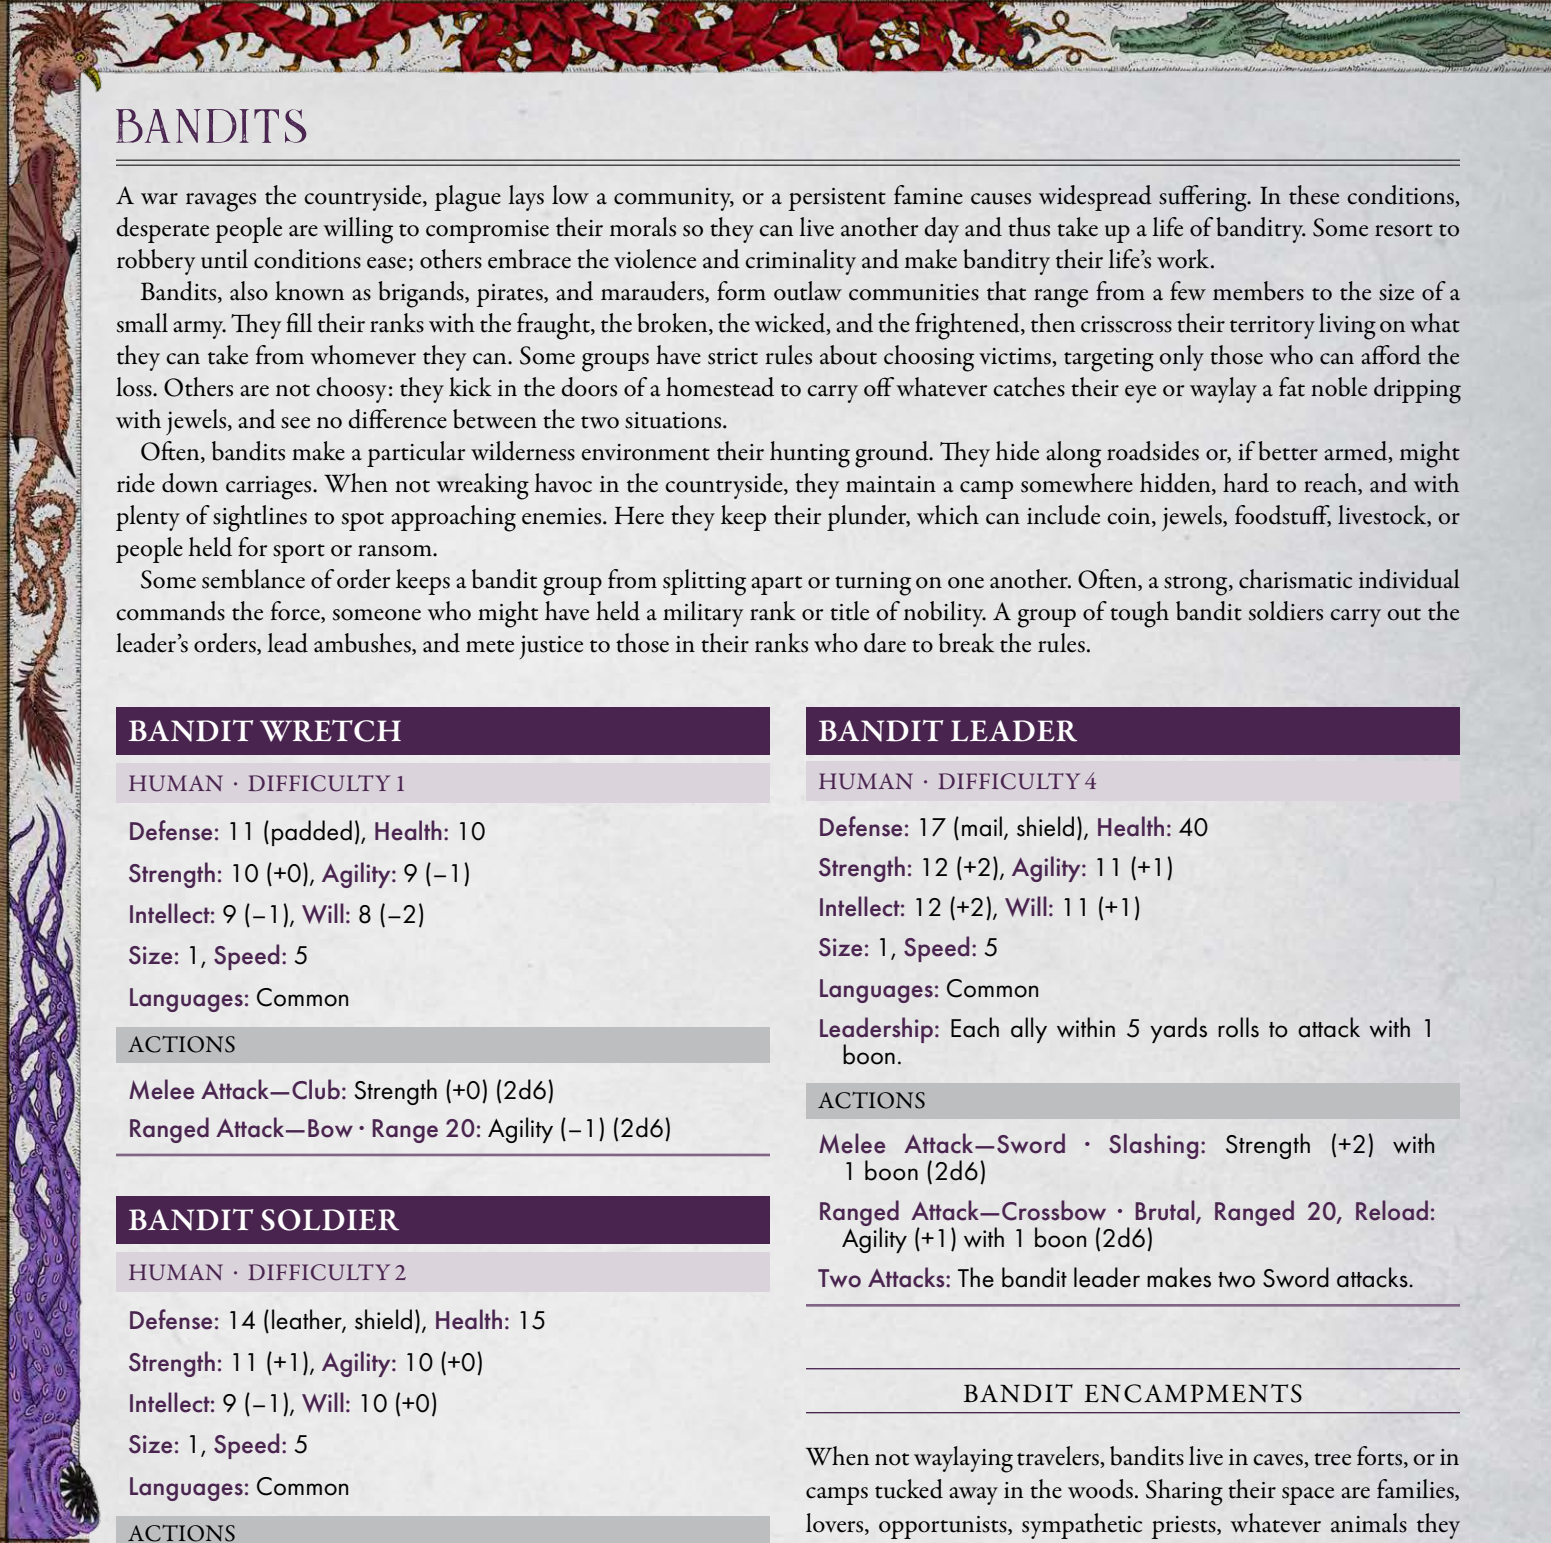 BANDITS
A war ravages the countryside, plague lays low a community, or a persistent famine causes widespread suffering. In these conditions,
desperate people are willing to compromise their morals so they can live another day and thus take up a life of banditry. Some resort to
robbery until conditions ease; others embrace the violence and criminality and make banditry their life’s work.
Bandits, also known as brigands, pirates, and marauders, form outlaw communities that range from a few members to the size of a
small army. They fill their ranks with the fraught, the broken, the wicked, and the frightened, then crisscross their territory living on what
they can take from whomever they can. Some groups have strict rules about choosing victims, targeting only those who can afford the
loss. Others are not choosy: they kick in the doors of a homestead to carry off whatever catches their eye or waylay a fat noble dripping
with jewels, and see no difference between the two situations.
Often, bandits make a particular wilderness environment their hunting ground. They hide along roadsides or, if better armed, might
ride down carriages. When not wreaking havoc in the countryside, they maintain a camp somewhere hidden, hard to reach, and with
plenty of sightlines to spot approaching enemies. Here they keep their plunder, which can include coin, jewels, foodstuff, livestock, or
people held for sport or ransom.
Some semblance of order keeps a bandit group from splitting apart or turning on one another. Often, a strong, charismatic individual
commands the force, someone who might have held a military rank or title of nobility. A group of tough bandit soldiers carry out the
leader’s orders, lead ambushes, and mete justice to those in their ranks who dare to break the rules.
BANDIT WRETCH
HUMAN · DIFFICULTY 1
Defense: 11 (padded), Health: 10
Strength: 10 (+0), Agility: 9 (−1)
Intellect: 9 (−1), Will: 8 (−2)
Size: 1, Speed: 5
Languages: Common
ACTIONS
Melee Attack—Club: Strength (+0) (2d6)
Ranged Attack—Bow · Range 20: Agility (−1) (2d6)
BANDIT SOLDIER
HUMAN · DIFFICULTY 2
Defense: 14 (leather, shield), Health: 15
Strength: 11 (+1), Agility: 10 (+0)
Intellect: 9 (−1), Will: 10 (+0)
Size: 1, Speed: 5
Languages: Common
ACTIONS
BANDIT LEADER
HUMAN · DIFFICULTY 4
Defense: 17 (mail, shield), Health: 40
Strength: 12 (+2), Agility: 11 (+1)
Intellect: 12 (+2), Will: 11 (+1)
Size: 1, Speed: 5
Languages: Common
Leadership: Each ally within 5 yards rolls to attack with 1
boon.
ACTIONS
Melee Attack—Sword · Slashing: Strength (+2) with
1 boon (2d6)
Ranged Attack—Crossbow · Brutal, Ranged 20, Reload:
Agility (+1) with 1 boon (2d6)
Two Attacks: The bandit leader makes two Sword attacks.
BANDIT ENCAMPMENTS
When not waylaying travelers, bandits live in caves, tree forts, or in
camps tucked away in the woods. Sharing their space are families,
lovers, opportunists, sympathetic priests, whatever animals they